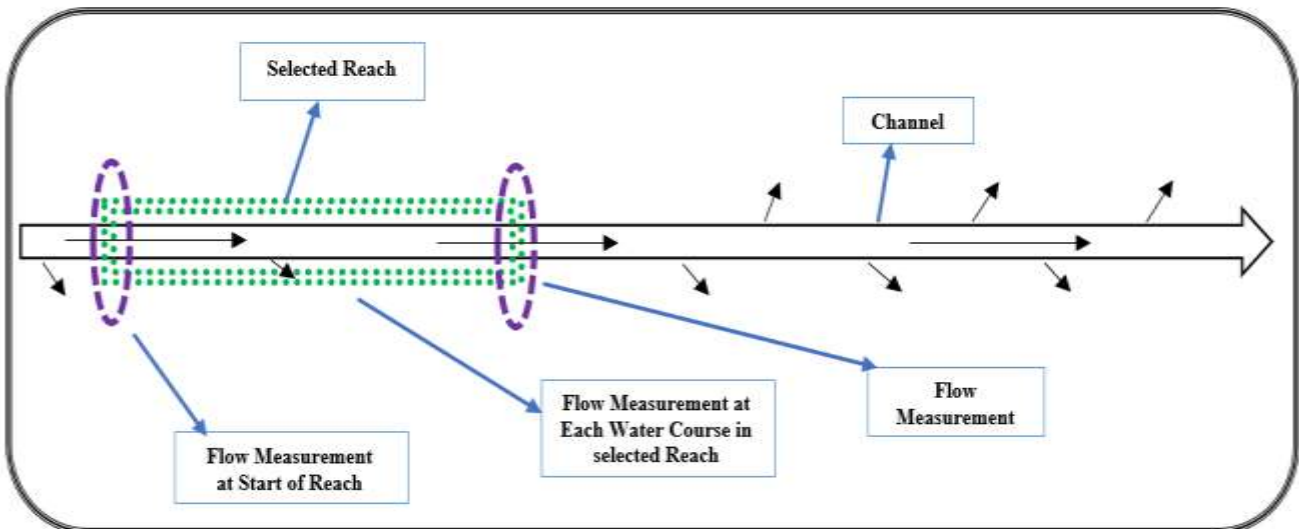 Selected Reach
Channel
Flow Measurement
at Start of Reach
Flow Measurement at
Each Water Course in
selected Reach
Flow
Measurement